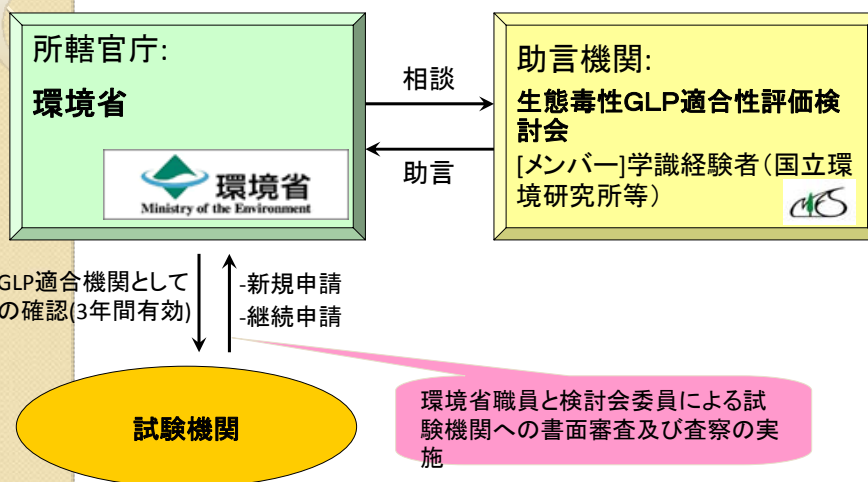 所轄官庁:
環境省
環境省
Ministry of the Environment
相談
助言
助言機関:
生態毒性GLP適合性評価検
討会
[メンバー]学識経験者（国立環
境研究所等）
GLP適合機関として
の確認(3年間有効)
-新規申請
-継続申請
試験機関
環境省職員と検討会委員による試
験機関への書面審査及び査察の実
施